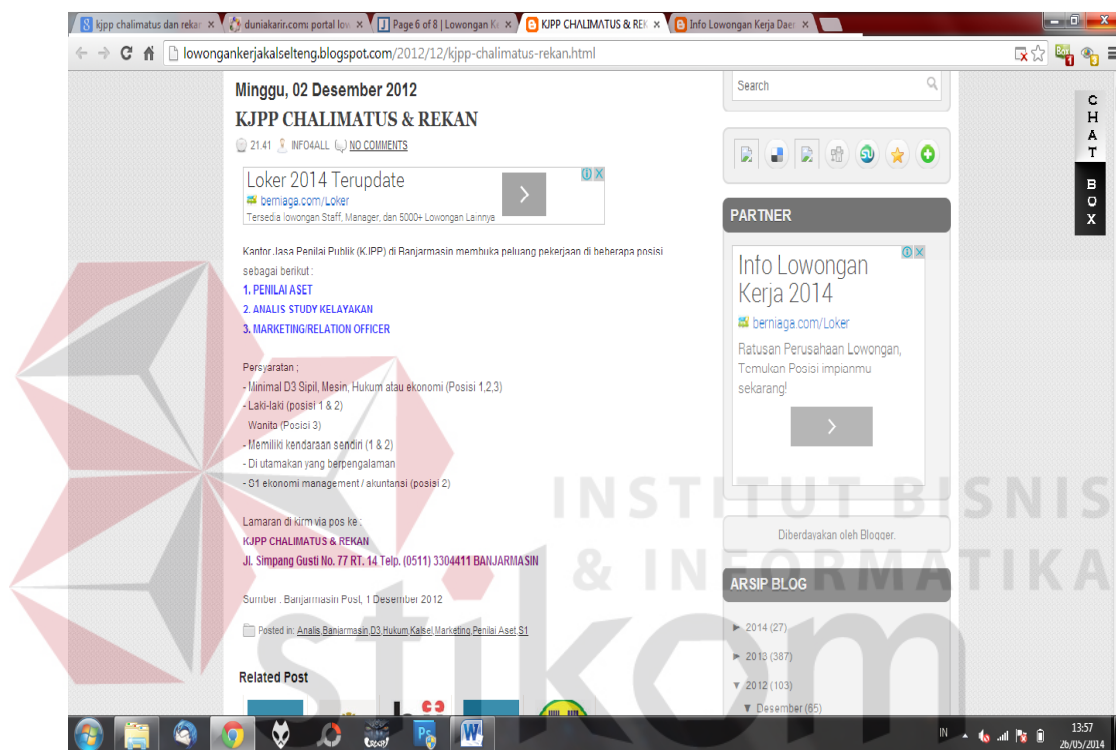 kjpp chalimatus dan rekan
duniakarir.com: portal low
Page 6 of 8 | Lowongan Ke
KJPP CHALIMATUS & REK
Info Lowongan Kerja Daer
lowongankerjakalselteng.blogspot.com/2012/12/kjpp-chalimatus-rekan.html
Minggu, 02 Desember 2012
KJPP CHALIMATUS & REKAN
21.41 INFO4ALL NO COMMENTS
Loker 2014 Terupdate
berniaga.com/Loker
Tersedia lowongan Staff, Manager, dan 5000+ Lowongan Lainnya
Kantor Jasa Penilai Publik (KJPP) di Banjarmasin membuka peluang pekerjaan di beberapa posisi
sebagai berikut :
1. PENILAI ASET
2. ANALIS STUDY KELAYAKAN
3. MARKETING/RELATION OFFICER
Persyaratan ;
- Minimal D3 Sipil, Mesin, Hukum atau ekonomi (Posisi 1,2,3)
- Laki-laki (posisi 1 & 2)
Wanita (Posisi 3)
- Memiliki kendaraan sendiri (1 & 2)
- Di utamakan yang berpengalaman
- S1 ekonomi management / akuntansi (posisi 2)
Lamaran di kirm via pos ke :
KJPP CHALIMATUS & REKAN
Jl. Simpang Gusti No. 77 RT. 14 Telp. (0511) 3304411 BANJARMASIN
Sumber : Banjarmasin Post, 1 Desember 2012
Posted in: Analis,Banjarmasin,D3,Hukum,Kalsel,Marketing,Penilai Aset,S1
Related Post
Search
PARTNER
Info Lowongan
Kerja 2014
berniaga.com/Loker
Ratusan Perusahaan Lowongan,
Temukan Posisi impianmu
sekarang!
Diberdayakan oleh Blogger.
ARSIP BLOG
► 2014 (27)
► 2013 (387)
▼ 2012 (103)
▼ Desember (65)
CHAT
BOX
INSTITUT BISNIS
& INFORMATIKA
stikom
IN
13:57
26/05/2014